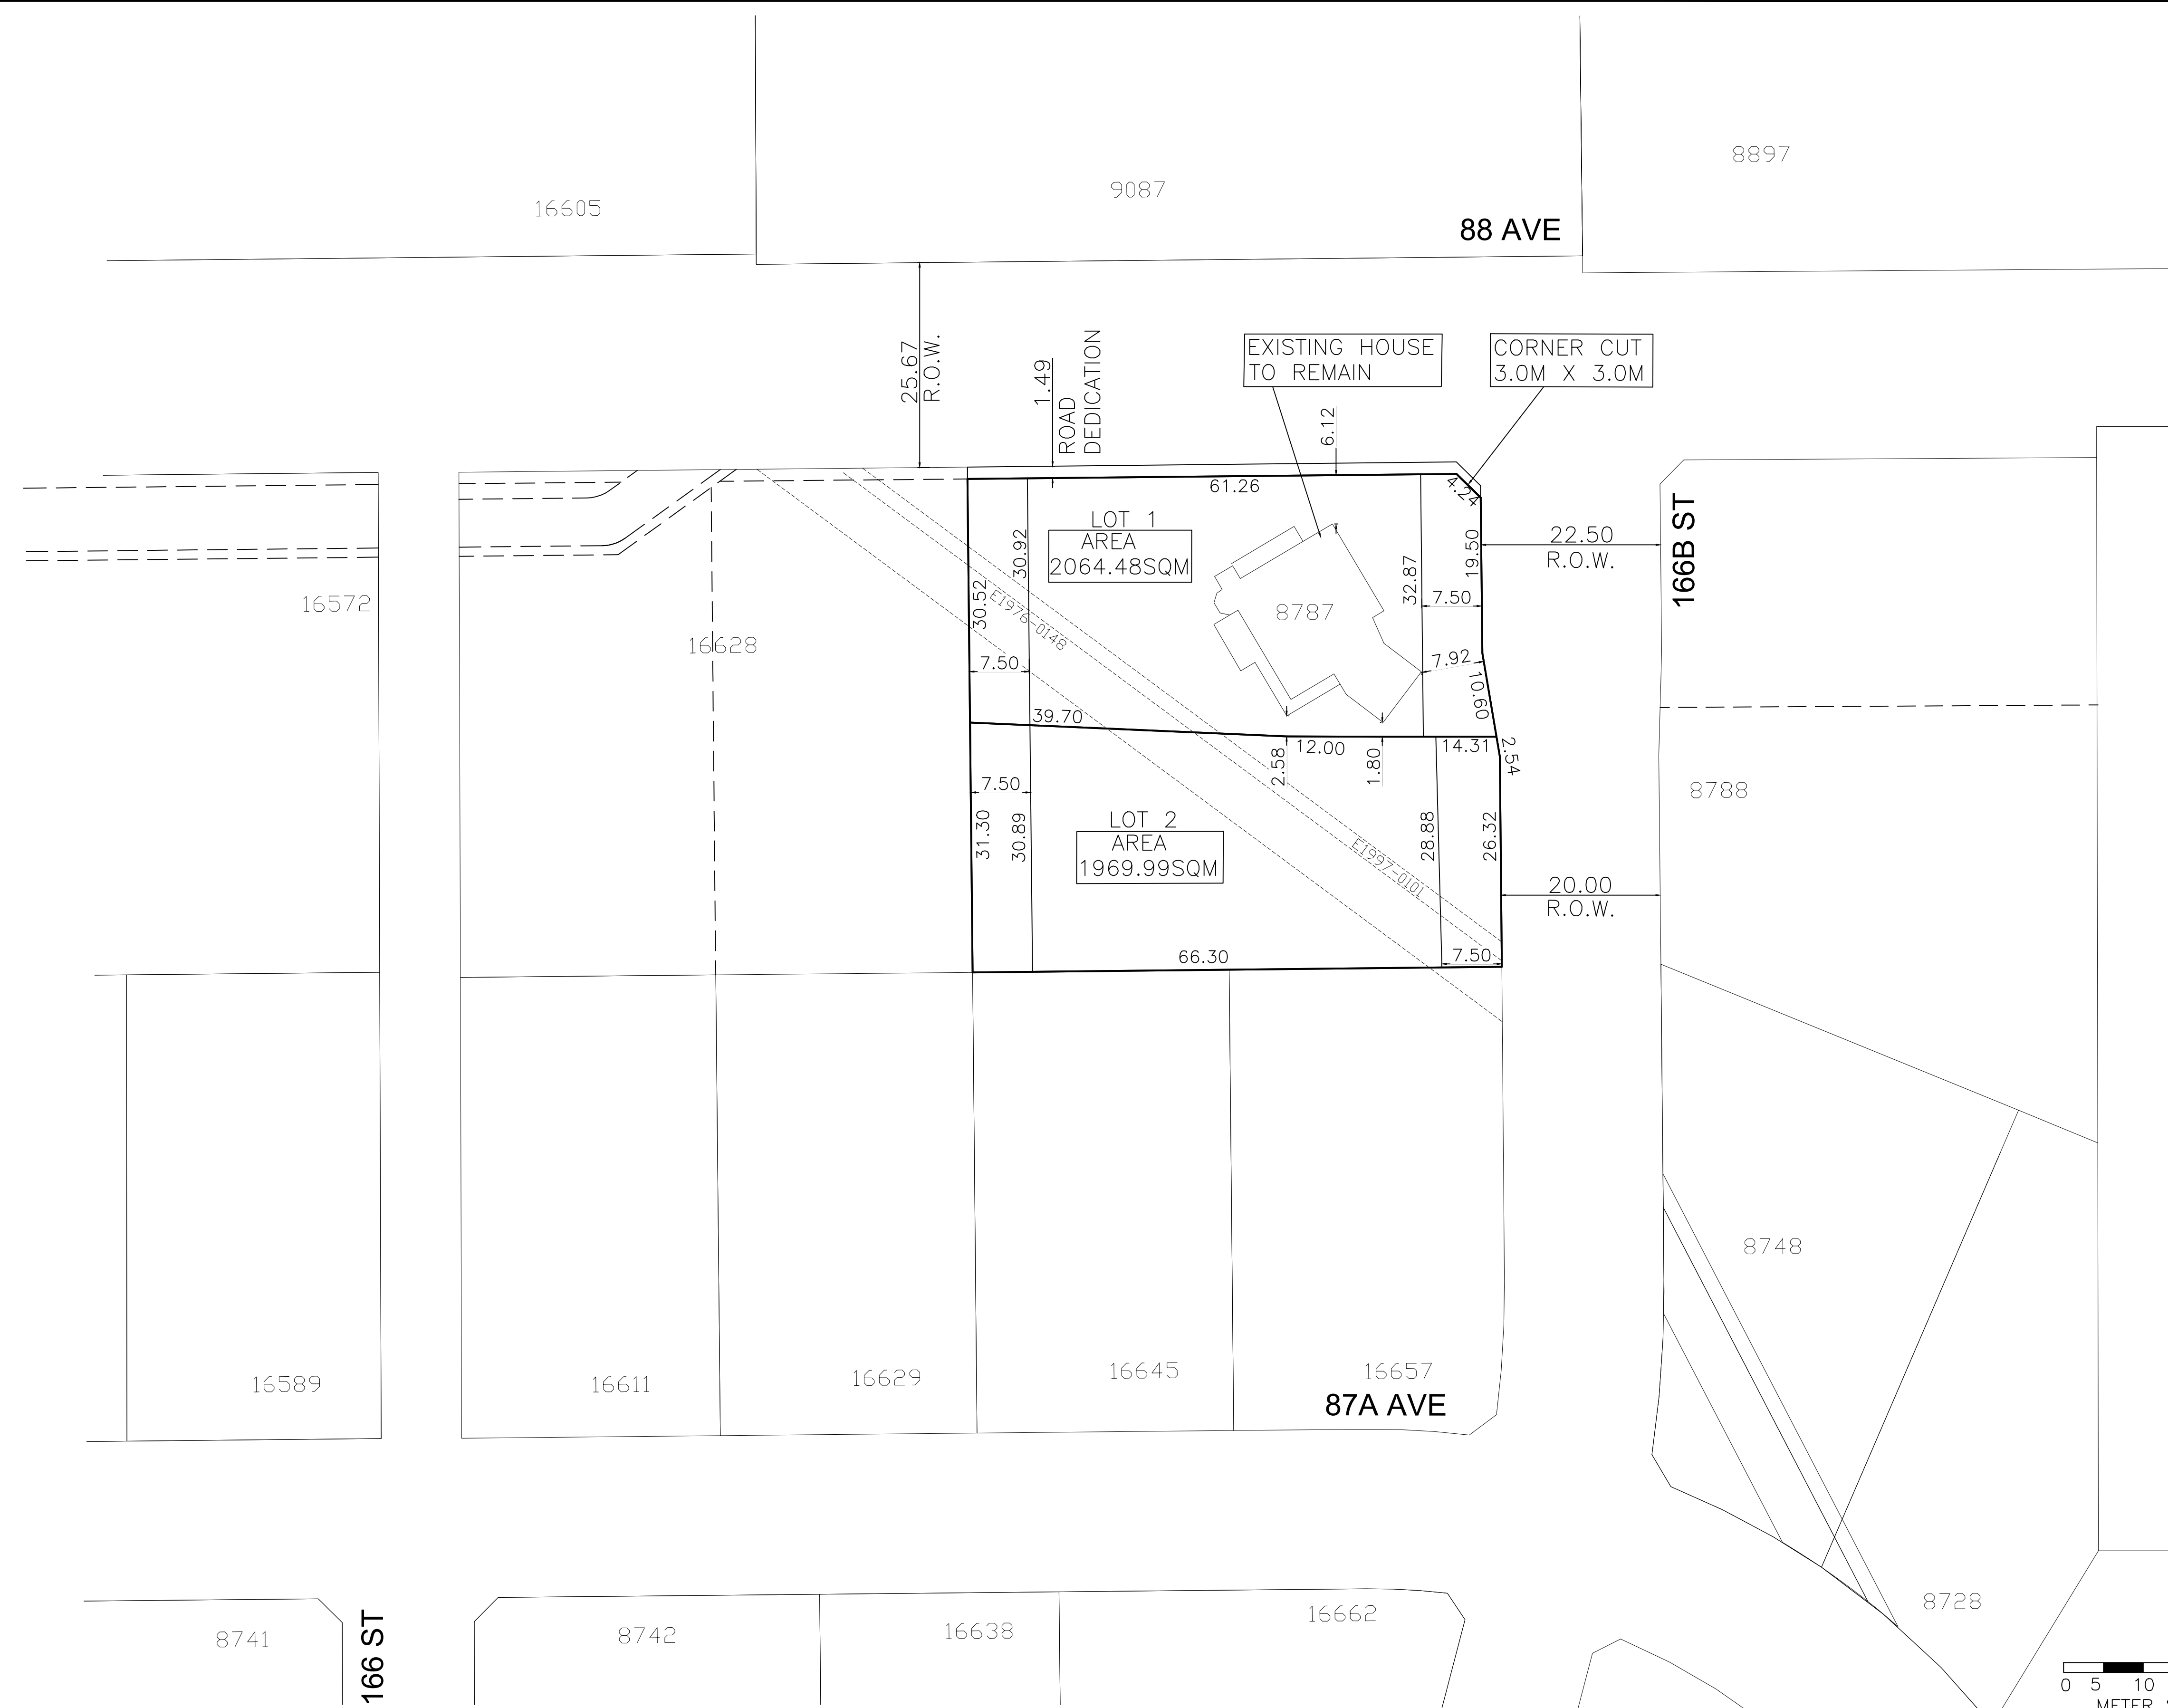 8897
9087
16605
88 AVE
25.67
R.O.W.
1.49
ROAD
DEDICATION
EXISTING HOUSE
TO REMAIN
CORNER CUT
3.0M X 3.0M
6.12
61.26
4.24
LOT 1
AREA
2064.48SQM
30.92
30.52
32.87
19.50
22.50
R.O.W.
166B ST
7.50
8787
E1976-0148
16572
16628
7.50
7.92
10.60
39.70
12.00
14.31
2.54
2.58
1.80
7.50
8788
LOT 2
AREA
1969.99SQM
31.30
30.89
28.88
26.32
E1997-0101
20.00
R.O.W.
66.30
7.50
8748
16589
16611
16629
16645
16657
87A AVE
8728
8741
166 ST
8742
16638
16662
0 5 10
METER